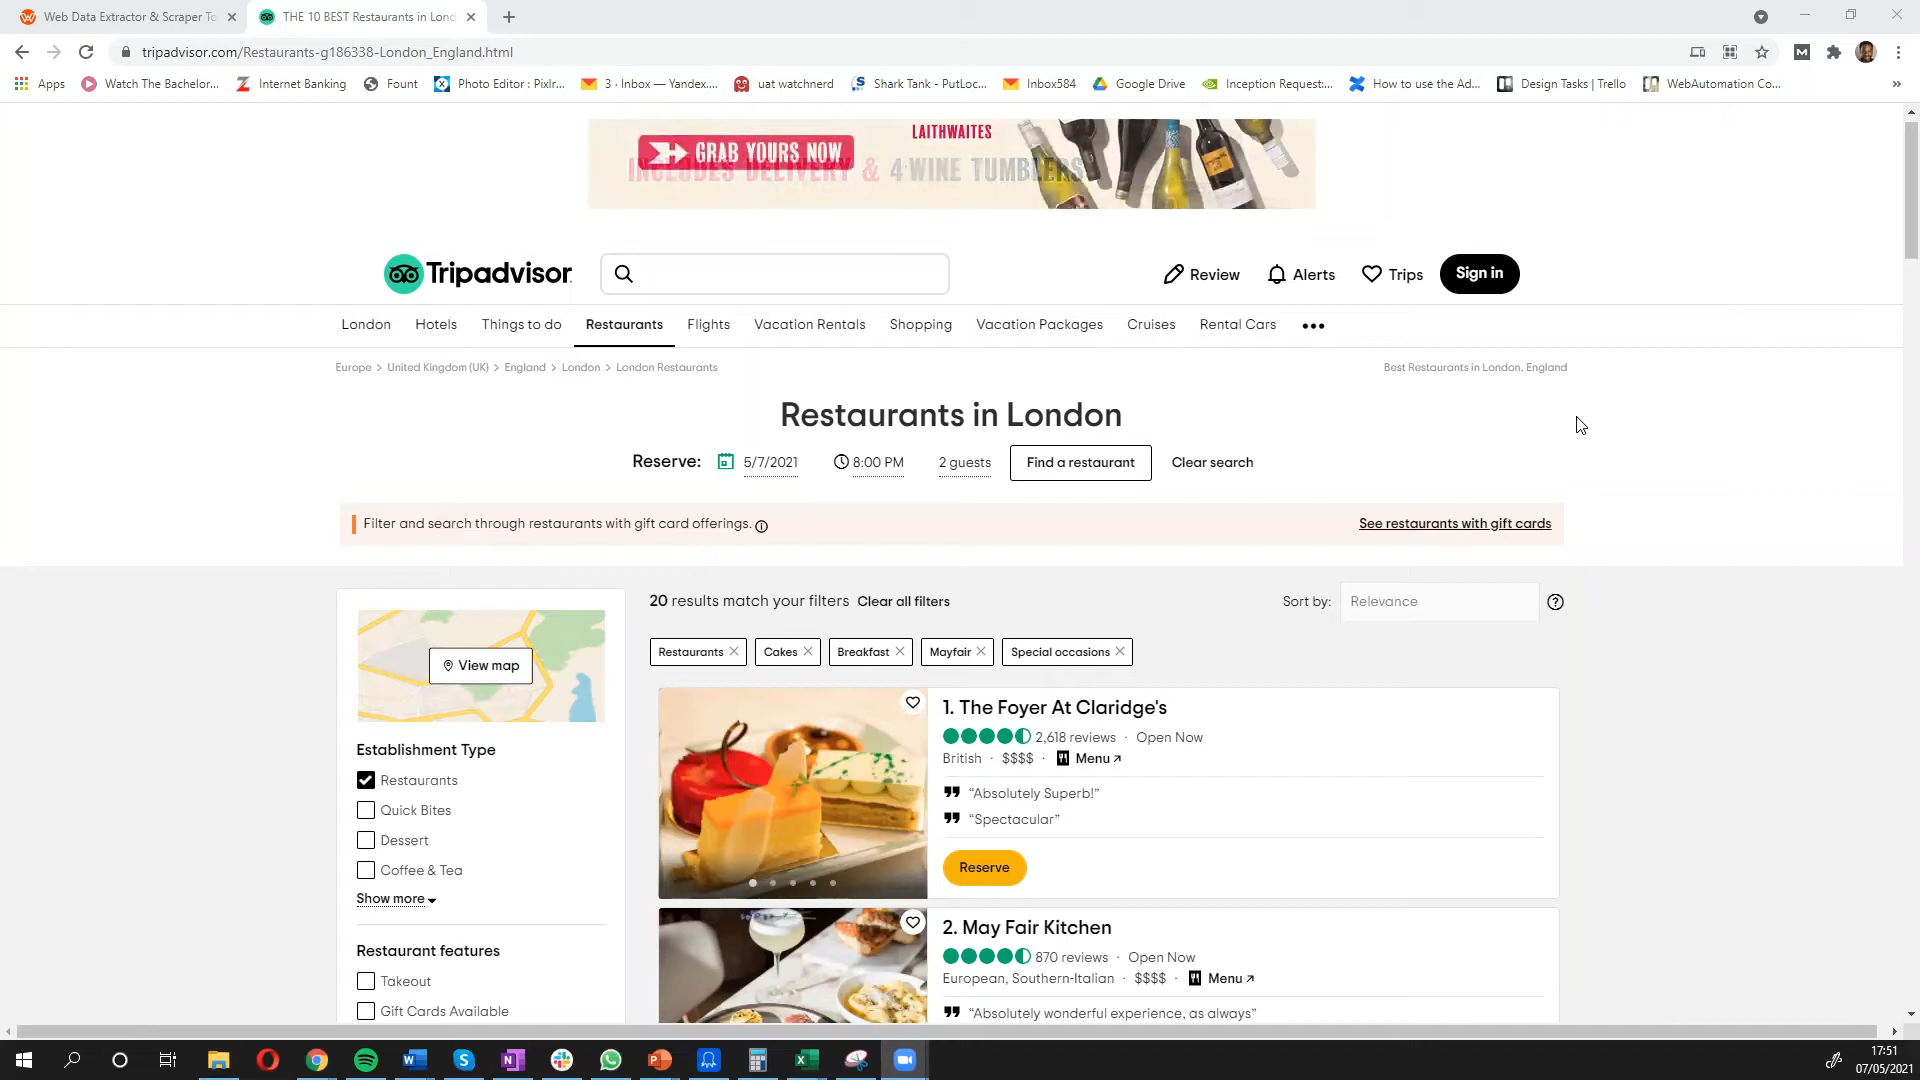 Web Data Extractor & Scraper To
THE 10 BEST Restaurants in Lond
tripadvisor.com/Restaurants-g186338-London_England.html
Apps
Watch The Bachelor...
Internet Banking
Fount
Photo Editor : Pixlr...
3 · Inbox — Yandex....
uat watchnerd
Shark Tank - PutLoc...
Inbox584
Google Drive
Inception Request:...
How to use the Ad...
Design Tasks | Trello
WebAutomation Co...
LAITHWAITES
GRAB YOURS NOW
INCLUDES DELIVERY & 4 WINE TUMBLERS
Tripadvisor
Review
Alerts
Trips
Sign in
London
Hotels
Things to do
Restaurants
Flights
Vacation Rentals
Shopping
Vacation Packages
Cruises
Rental Cars
Europe > United Kingdom (UK) > England > London > London Restaurants
Best Restaurants in London, England
Restaurants in London
Reserve:
5/7/2021
8:00 PM
2 guests
Find a restaurant
Clear search
Filter and search through restaurants with gift card offerings.
See restaurants with gift cards
View map
Establishment Type
Restaurants
Quick Bites
Dessert
Coffee & Tea
Show more
Restaurant features
Takeout
Gift Cards Available
20 results match your filters Clear all filters
Sort by:
Relevance
Restaurants
Cakes
Breakfast
Mayfair
Special occasions
1. The Foyer At Claridge's
2,618 reviews · Open Now
British · $$$$ · Menu
“Absolutely Superb!”
“Spectacular”
Reserve
2. May Fair Kitchen
870 reviews · Open Now
European, Southern-Italian · $$$$ · Menu
“Absolutely wonderful experience, as always”
17:51
07/05/2021